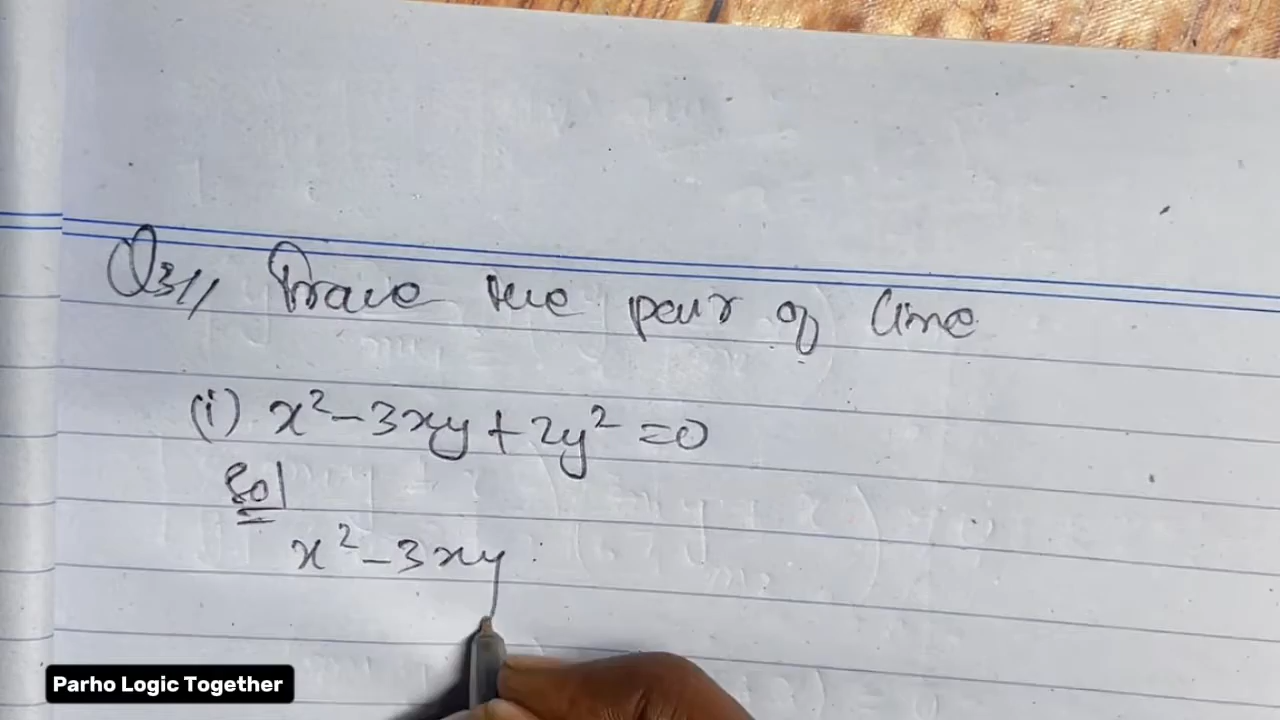 Q31, Trace the pair of line
(i) x² - 3xy + 2y² = 0
Sol
x² - 3xy
Parho Logic Together